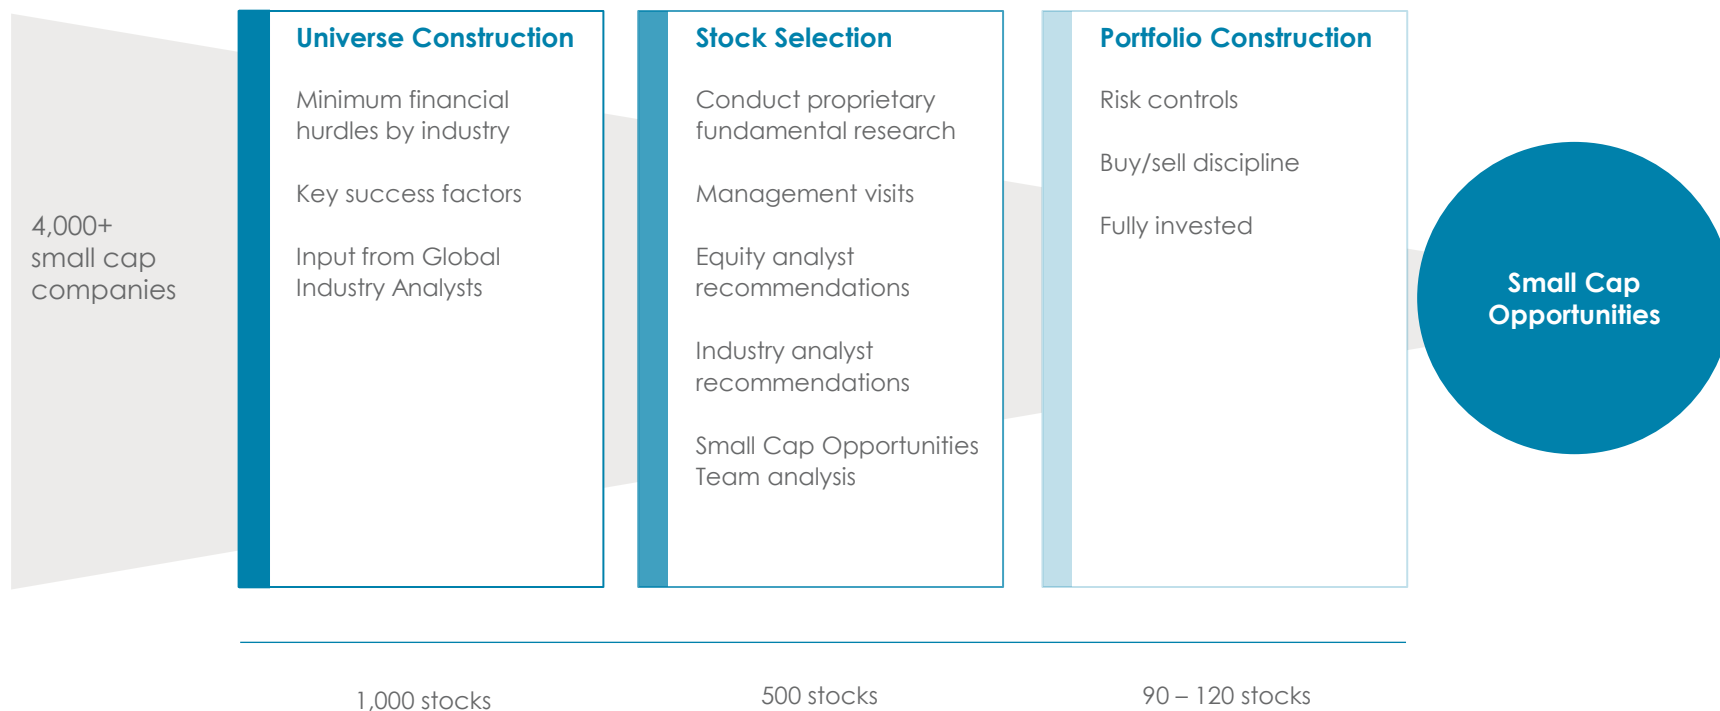 4,000+
small cap
companies
Universe Construction
Minimum financial
hurdles by industry
Key success factors
Input from Global
Industry Analysts
Stock Selection
Conduct proprietary
fundamental research
Management visits
Equity analyst
recommendations
Industry analyst
recommendations
Small Cap Opportunities
Team analysis
Portfolio Construction
Risk controls
Buy/sell discipline
Fully invested
Small Cap
Opportunities
1,000 stocks
500 stocks
90 – 120 stocks